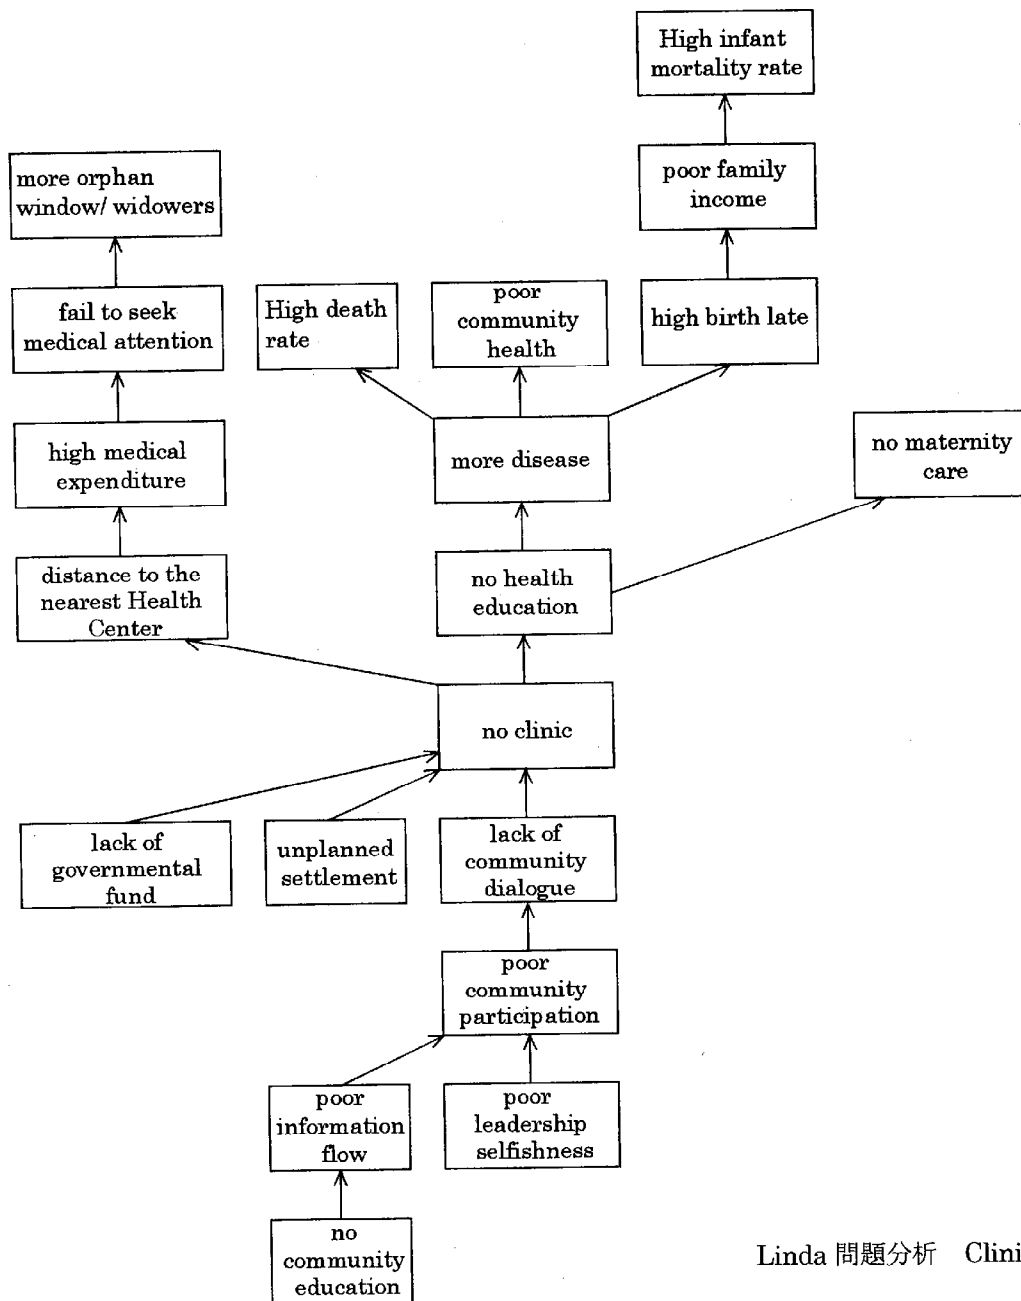 High infant
mortality rate
more orphan
window/ widowers
poor family
income
fail to seek
medical attention
High death
rate
poor
community
health
high birth late
high medical
expenditure
more disease
no maternity
care
distance to the
nearest Health
Center
no health
education
no clinic
lack of
governmental
fund
unplanned
settlement
lack of
community
dialogue
poor
community
participation
poor
information
flow
poor
leadership
selfishness
no
community
education
Linda 問題分析 Clini